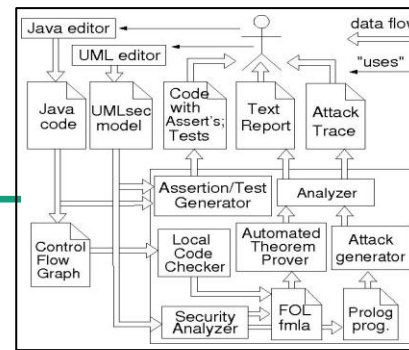 Java editor
data flow
UML editor
"uses"
Java
code
UMLsec
model
Code
with
Assert's;
Tests
Text
Report
Attack
Trace
Assertion/Test
Generator
Analyzer
Control
Flow
Graph
Local
Code
Checker
Automated
Theorem
Prover
Attack
generator
Security
Analyzer
FOL
fmla
Prolog
prog.